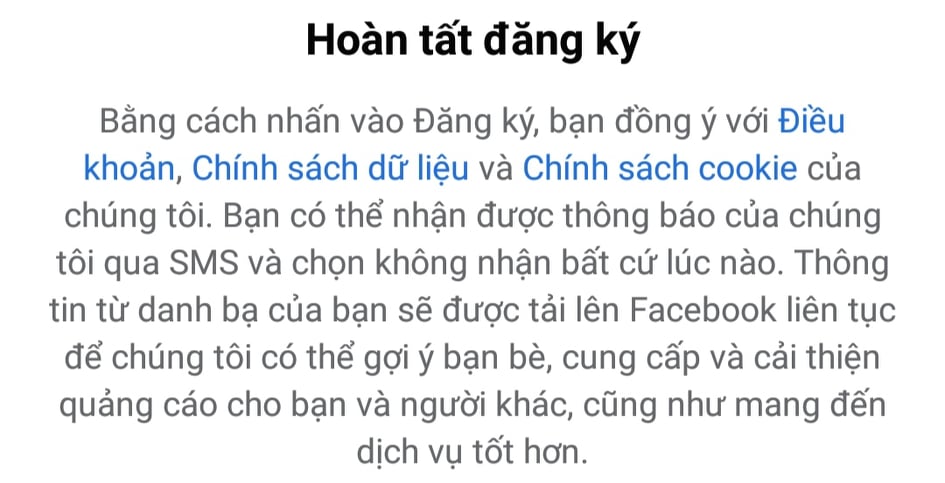 Hoàn tất đăng ký
Bằng cách nhấn vào Đăng ký, bạn đồng ý với Điều
khoản, Chính sách dữ liệu và Chính sách cookie của
chúng tôi. Bạn có thể nhận được thông báo của chúng
tôi qua SMS và chọn không nhận bất cứ lúc nào. Thông
tin từ danh bạ của bạn sẽ được tải lên Facebook liên tục
để chúng tôi có thể gợi ý bạn bè, cung cấp và cải thiện
quảng cáo cho bạn và người khác, cũng như mang đến
dịch vụ tốt hơn.